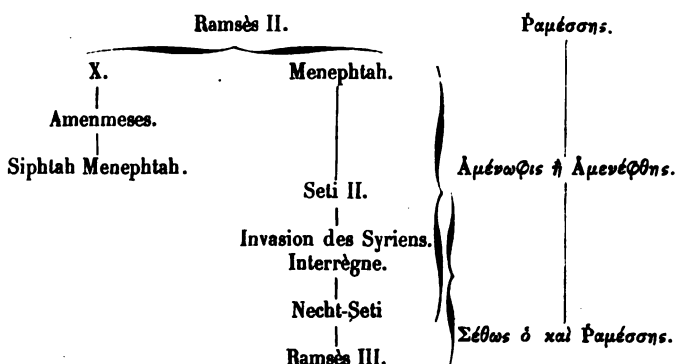 Ramsès II. Ῥαμέσσης.
X. Menephtah.
Amenmeses.
Siphtah Menephtah. Ἀμένωφις ἢ Ἀμενέφθης.
Seti II.
Invasion des Syriens.
Interrègne.
Necht-Seti
Σέθως ὁ καὶ Ῥαμέσσης.
Ramsès III.